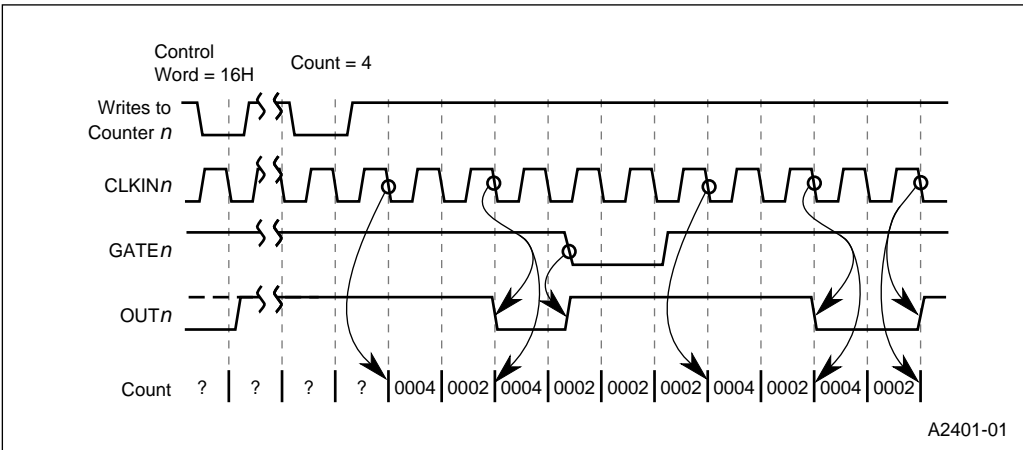 Control
Word = 16H
Count = 4
Writes to
Counter n
CLKINn
GATEn
OUTn
Count ? ? ? ? 0004 0002 0004 0002 0002 0002 0004 0002 0004 0002
A2401-01